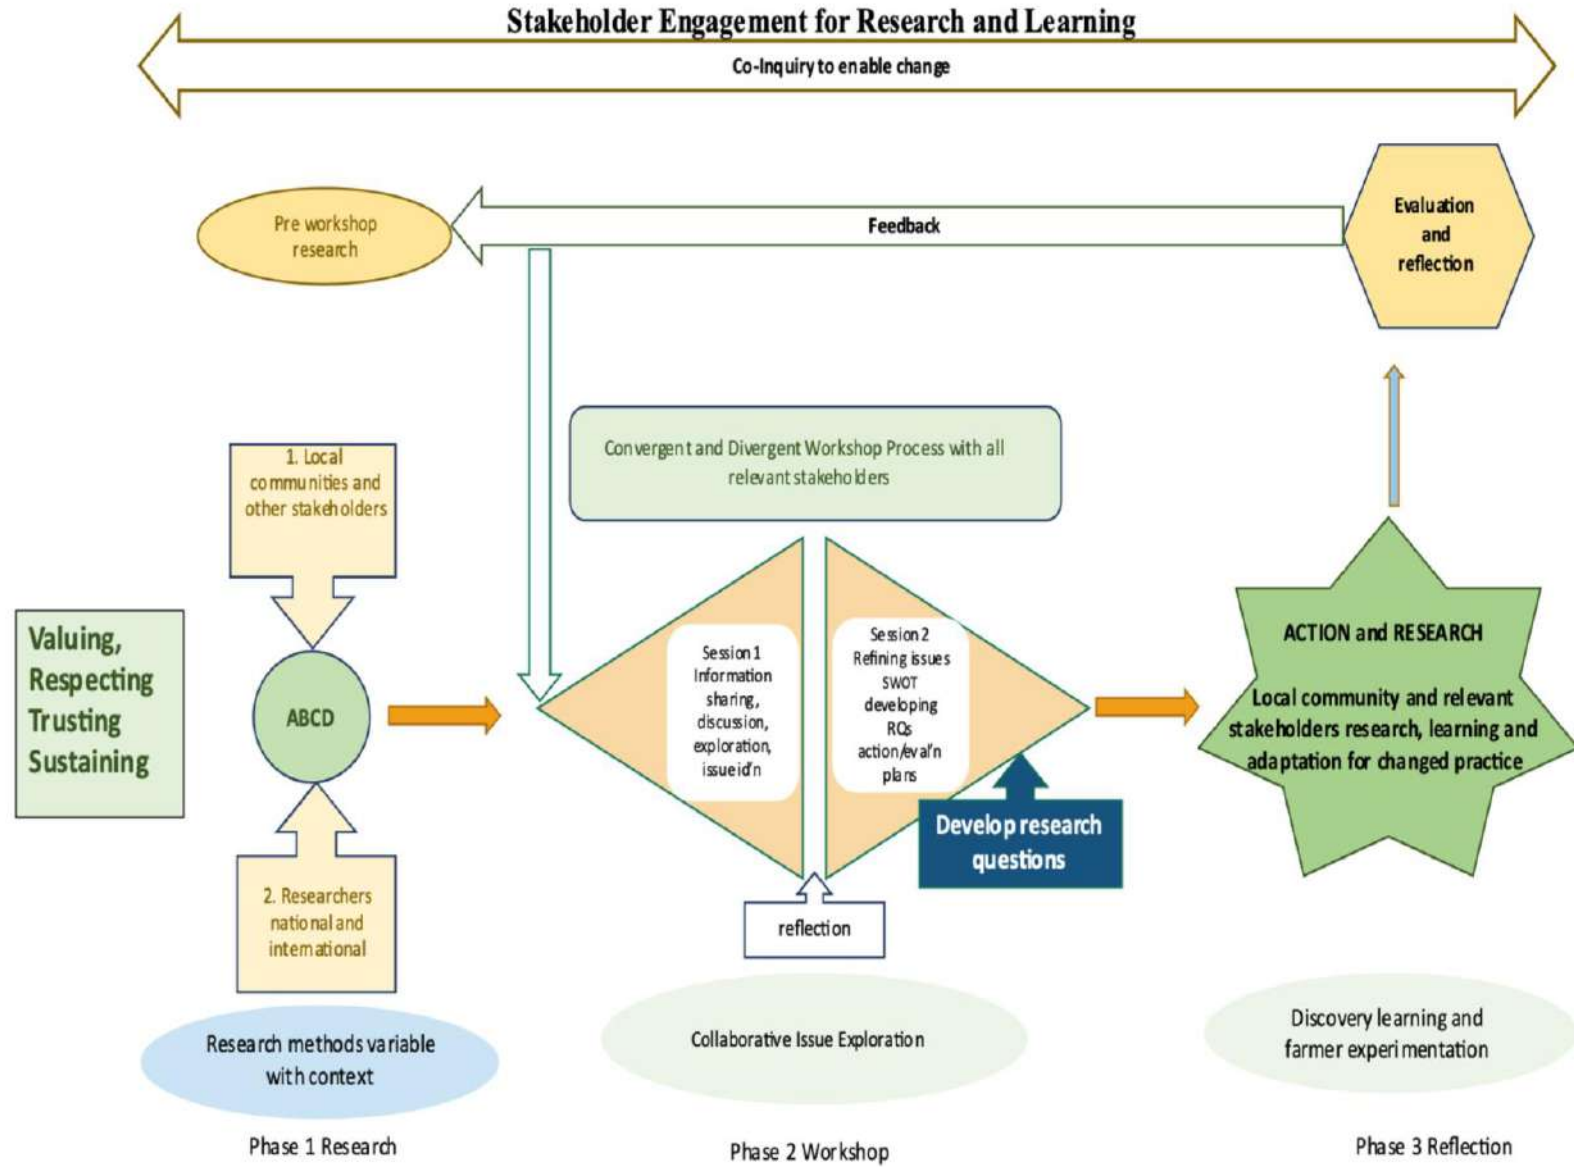 Stakeholder Engagement for Research and Learning
Co-Inquiry to enable change
Pre workshop
research
Feedback
Evaluation
and
reflection
Convergent and Divergent Workshop Process with all
relevant stakeholders
1. Local
communities and
other stakeholders
Valuing,
Respecting
Trusting
Sustaining
ABCD
2. Researchers
national and
international
Session 1
Information
sharing,
discussion,
exploration,
issue id'n
Session 2
Refining issues
SWOT
developing
RQs
action/eval'n
plans
Develop research
questions
reflection
ACTION and RESEARCH
Local community and relevant
stakeholders research, learning and
adaptation for changed practice
Research methods variable
with context
Collaborative Issue Exploration
Discovery learning and
farmer experimentation
Phase 1 Research
Phase 2 Workshop
Phase 3 Reflection